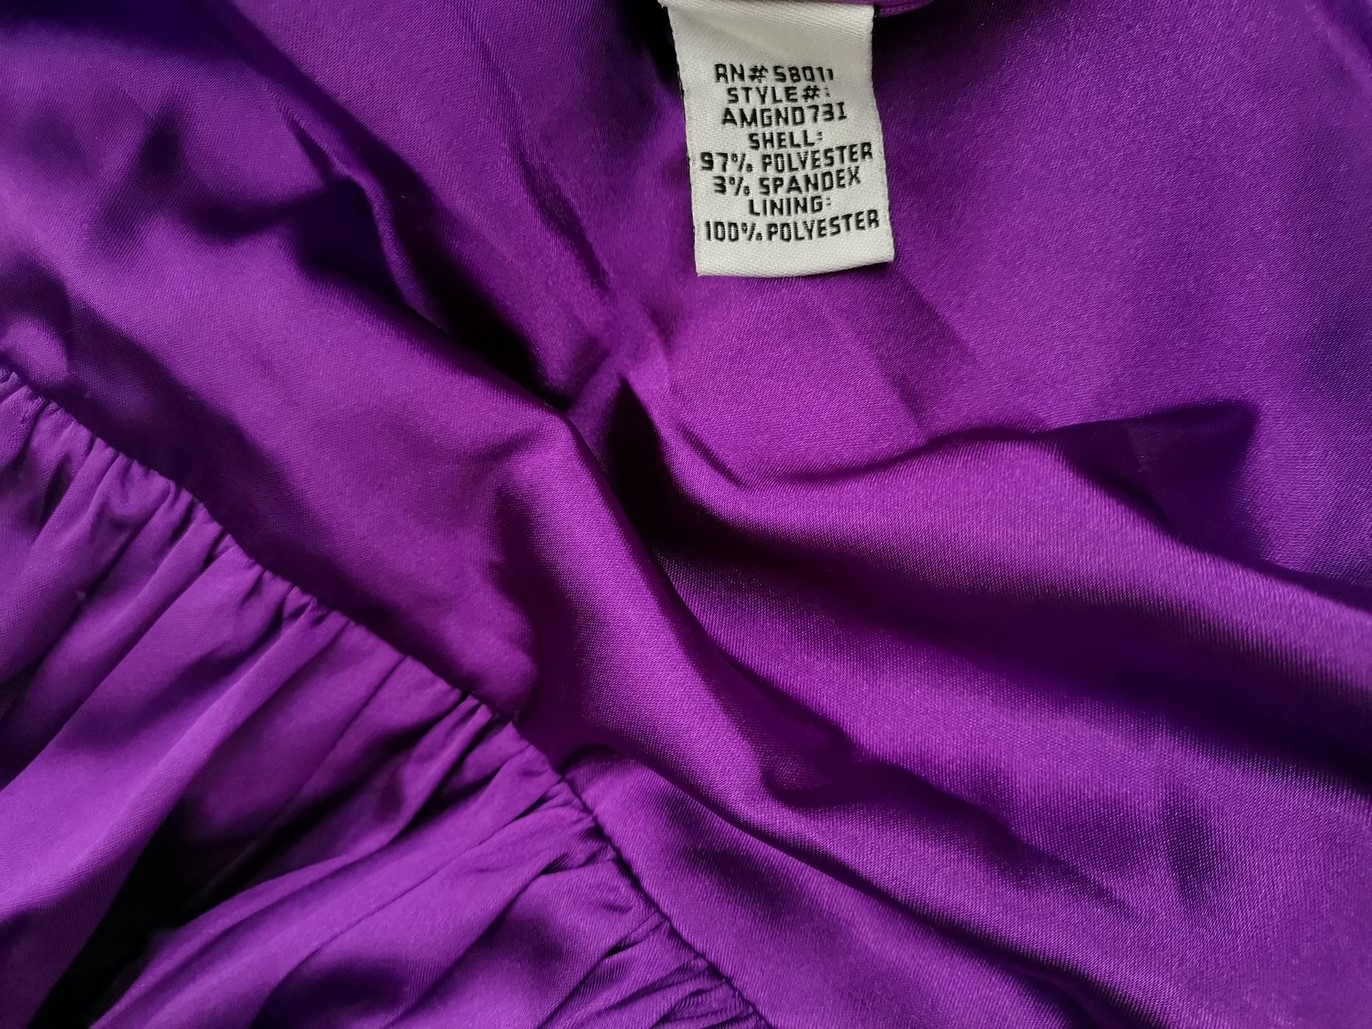 RN# 58011
STYLE#:
AMGND73I
SHELL:
97% POLYESTER
3% SPANDEX
LINING:
100% POLYESTER